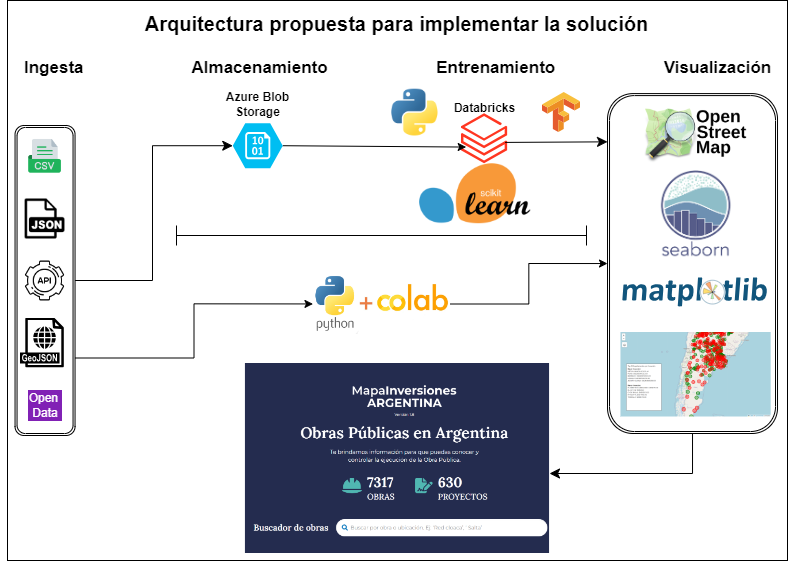 Arquitectura propuesta para implementar la solución
Ingesta
Almacenamiento
Entrenamiento
Visualización
CSV
JSON
API
GeoJSON
Open
Data
Azure Blob
Storage
10
01
Databricks
scikit
learn
python
+
colab
Open
Street
Map
seaborn
matplotlib
MapaInversiones
ARGENTINA
Obras Públicas en Argentina
Te brindamos información para que puedas conocer y
controlar la ejecución de la Obra Pública.
7317
OBRAS
630
PROYECTOS
Buscador de obras
Buscar por obra o ubicación. Ej. "Red cloaca", "Salta"